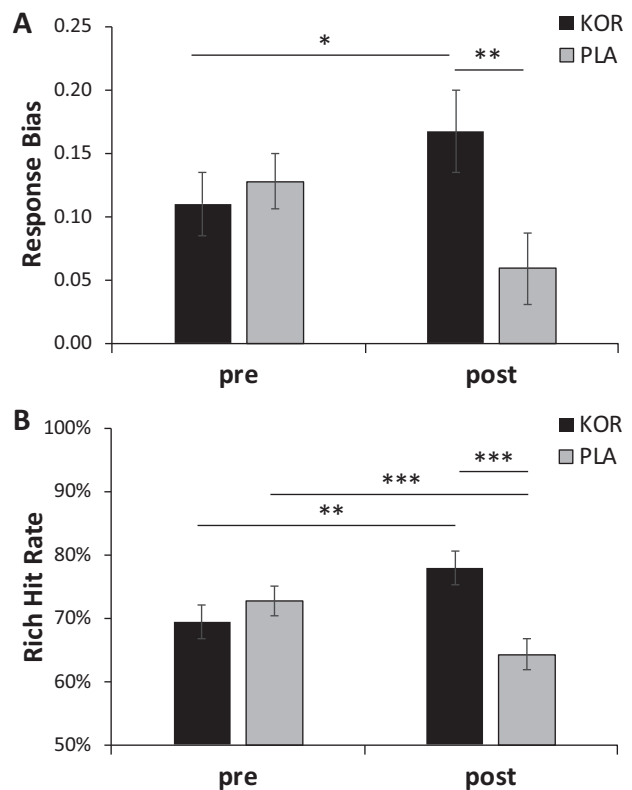 A
KOR
PLA
Response Bias
0.25
0.20
0.15
0.10
0.05
0.00
*
**
pre
post
B
KOR
PLA
Rich Hit Rate
100%
90%
80%
70%
60%
50%
***
***
**
pre
post